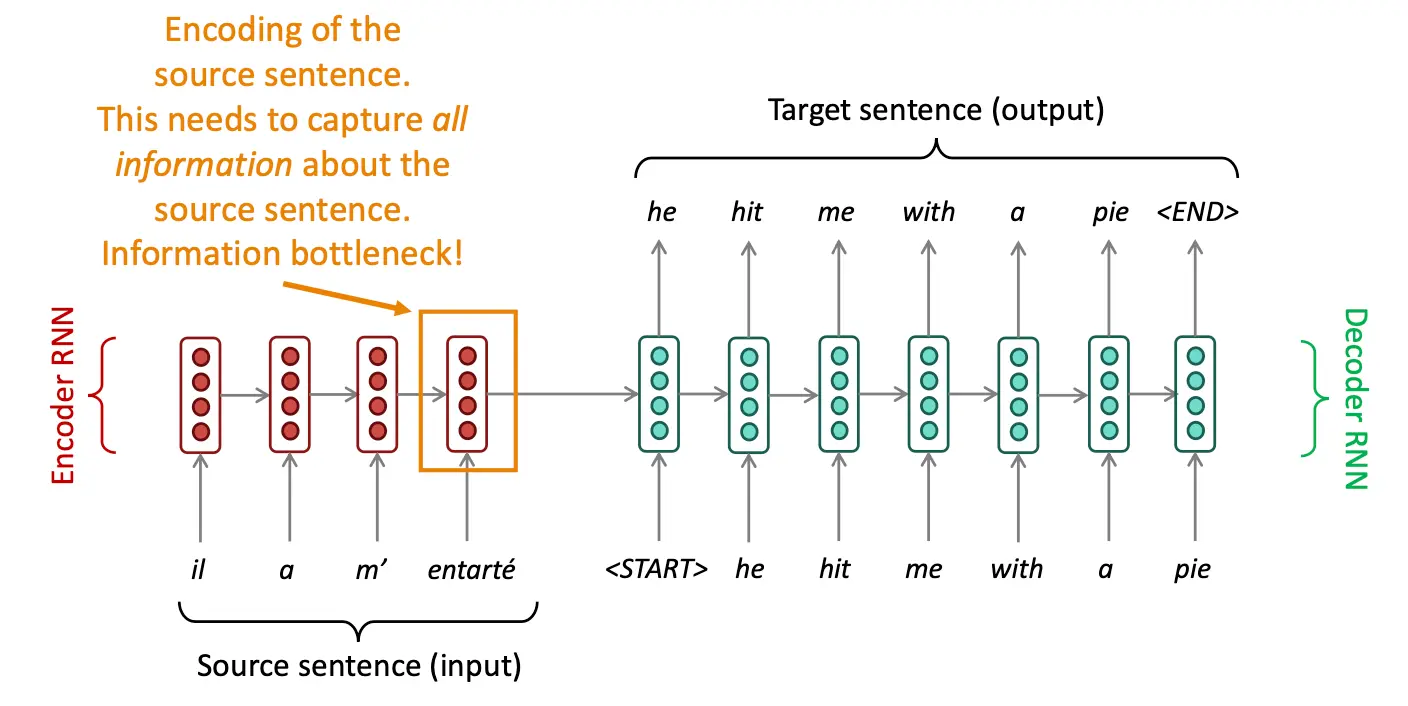 Encoding of the
source sentence.
This needs to capture all
information about the
source sentence.
Information bottleneck!
Target sentence (output)
he hit me with a pie <END>
Encoder RNN
Decoder RNN
il a m’ entarté
<START> he hit me with a pie
Source sentence (input)